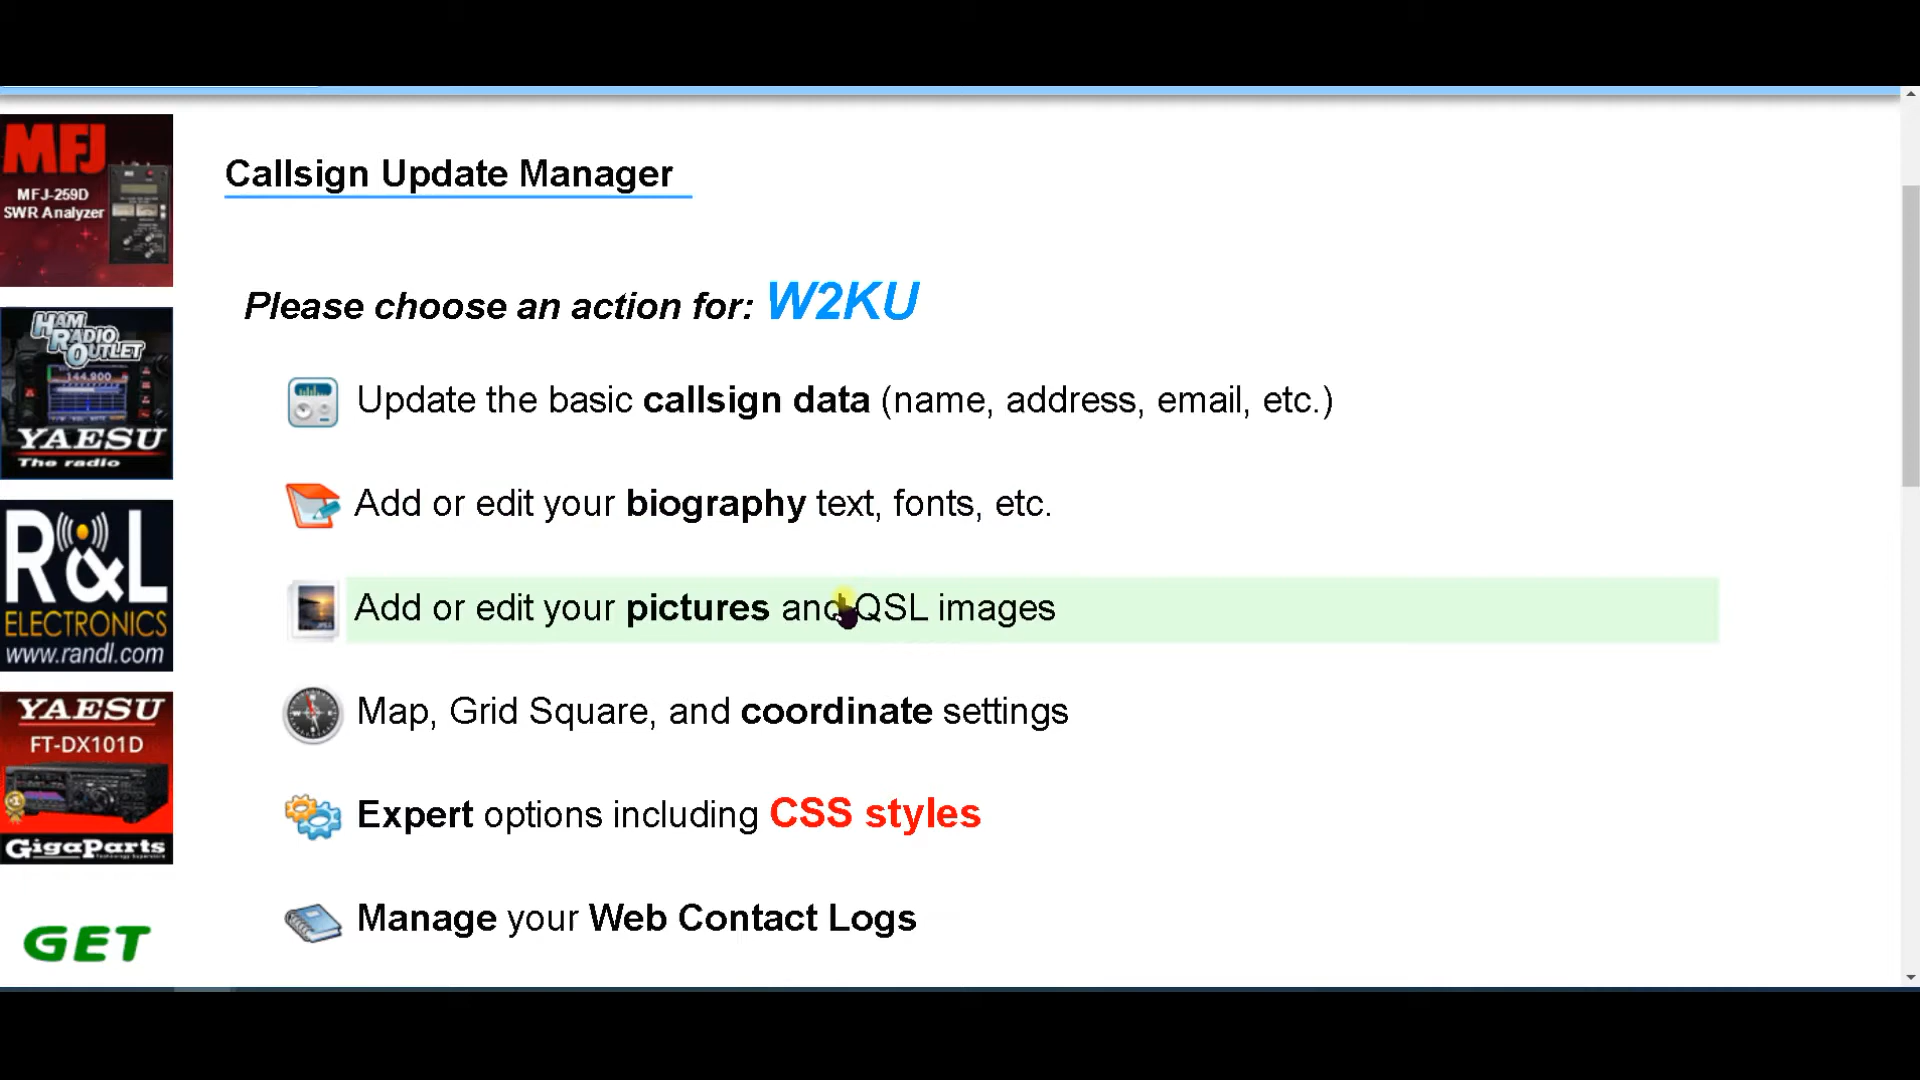 MFJ
MFJ-259D
SWR Analyzer
HAM
RADIO
OUTLET
144.900
YAESU
The radio
R&L
ELECTRONICS
www.randl.com
YAESU
FT-DX101D
GigaParts
GET
Callsign Update Manager
Please choose an action for: W2KU
Update the basic callsign data (name, address, email, etc.)
Add or edit your biography text, fonts, etc.
Add or edit your pictures and QSL images
Map, Grid Square, and coordinate settings
Expert options including CSS styles
Manage your Web Contact Logs